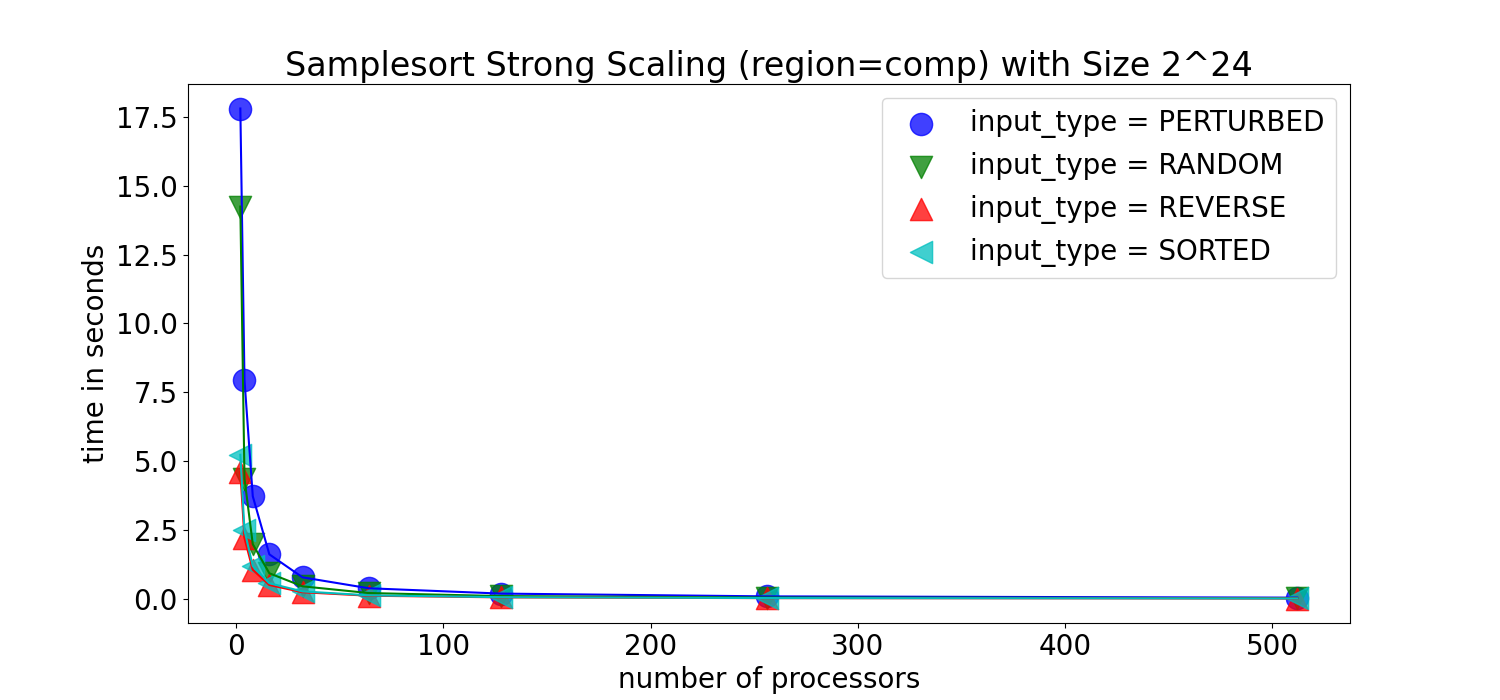 Samplesort Strong Scaling (region=comp) with Size 2^24
17.5
15.0
12.5
10.0
7.5
5.0
2.5
0.0
time in seconds
input_type = PERTURBED
input_type = RANDOM
input_type = REVERSE
input_type = SORTED
0 100 200 300 400 500
number of processors